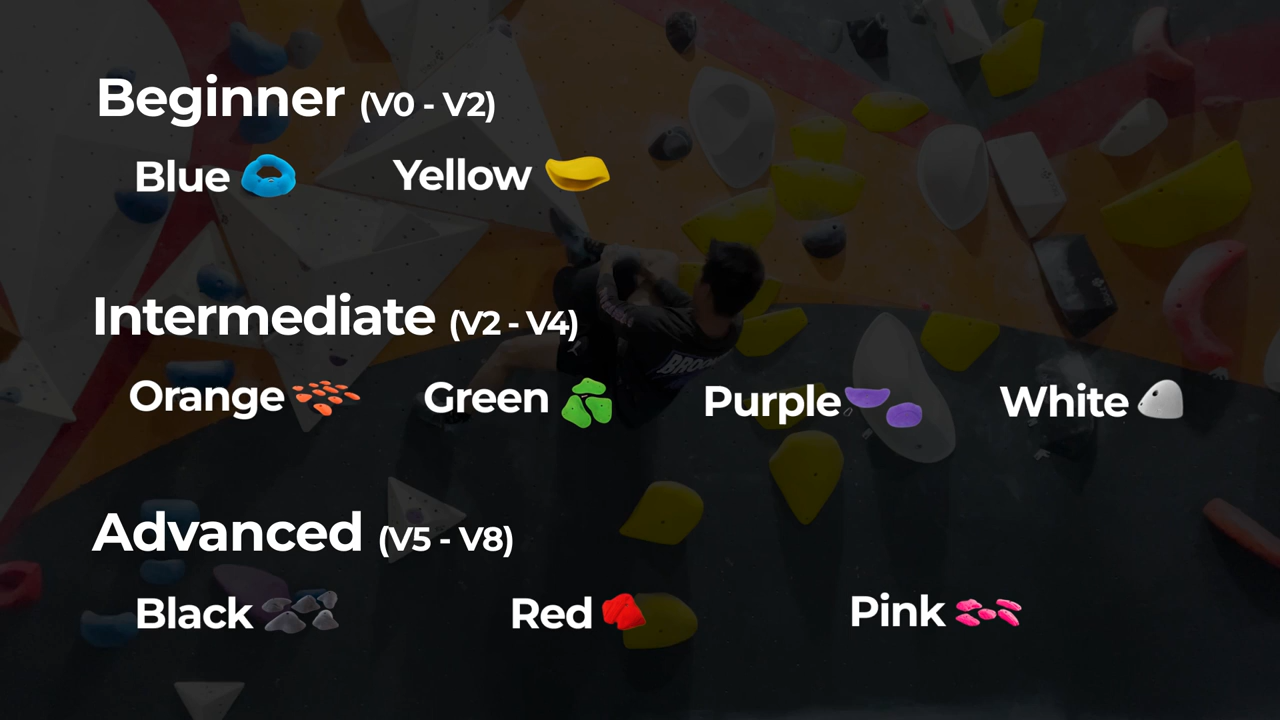 Beginner (V0 - V2)
Blue Yellow
Intermediate (V2 - V4)
Orange Green Purple White
Advanced (V5 - V8)
Black Red Pink